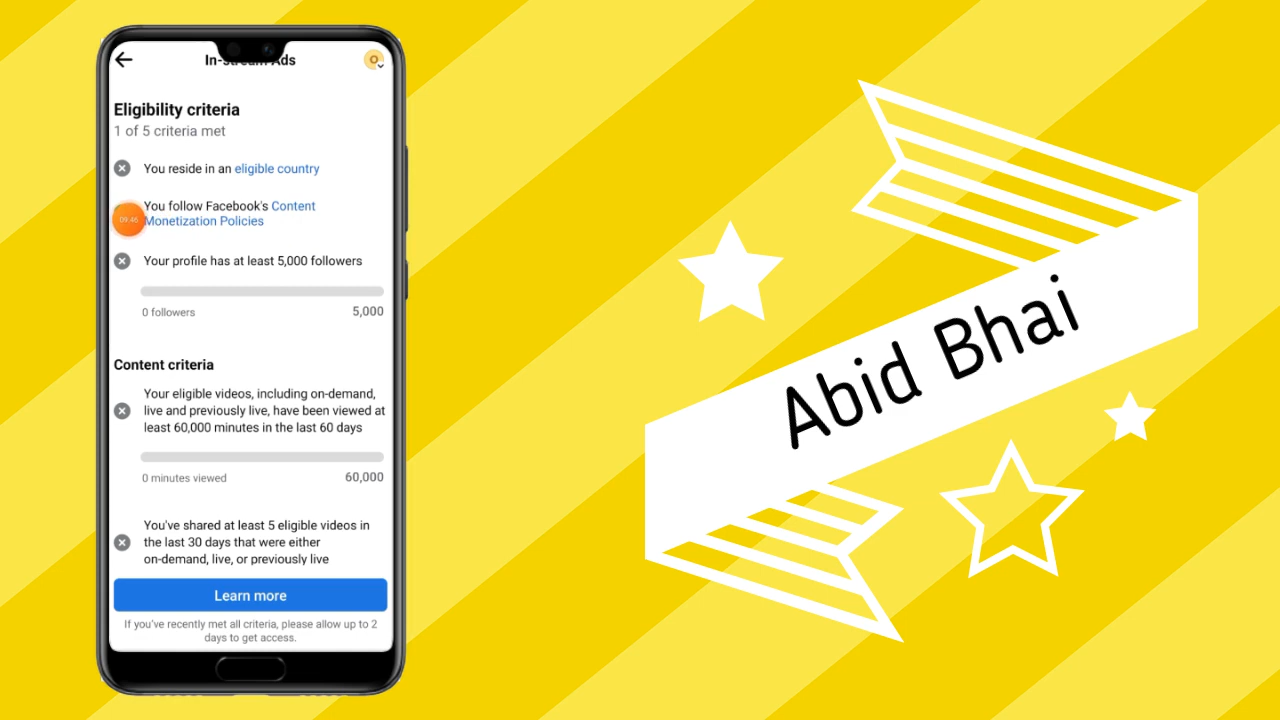 In-stream Ads
O
Eligibility criteria
1 of 5 criteria met
You reside in an eligible country
You follow Facebook's Content
Monetization Policies
09:46
Your profile has at least 5,000 followers
0 followers 5,000
Content criteria
Your eligible videos, including on-demand,
live and previously live, have been viewed at
least 60,000 minutes in the last 60 days
0 minutes viewed 60,000
You've shared at least 5 eligible videos in
the last 30 days that were either
on-demand, live, or previously live
Learn more
If you've recently met all criteria, please allow up to 2
days to get access.
Abid Bhai